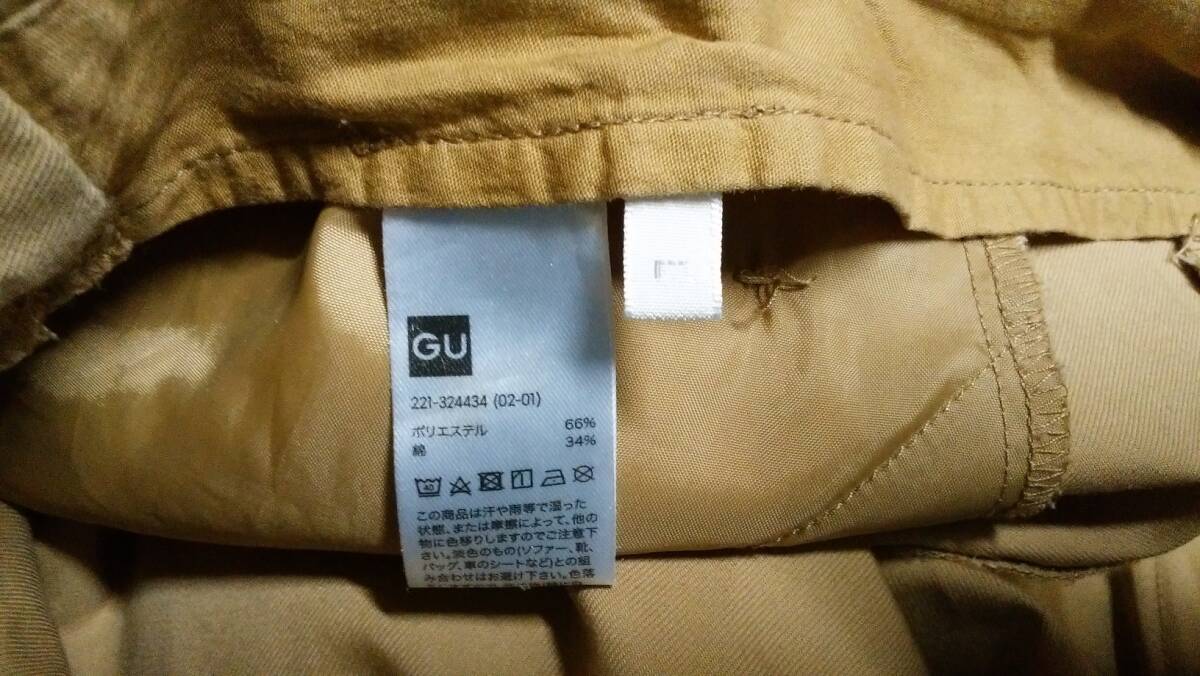 GU
221-324434 (02-01)
ポリエステル 66%
綿 34%
40
この商品は汗や雨等で湿った
状態、または摩擦によって、他の
物に色移りしますのでご注意下
さい。淡色のもの(ソファー、靴、
バッグ、車のシートなど)との組
み合わせはお避け下さい。色落
L